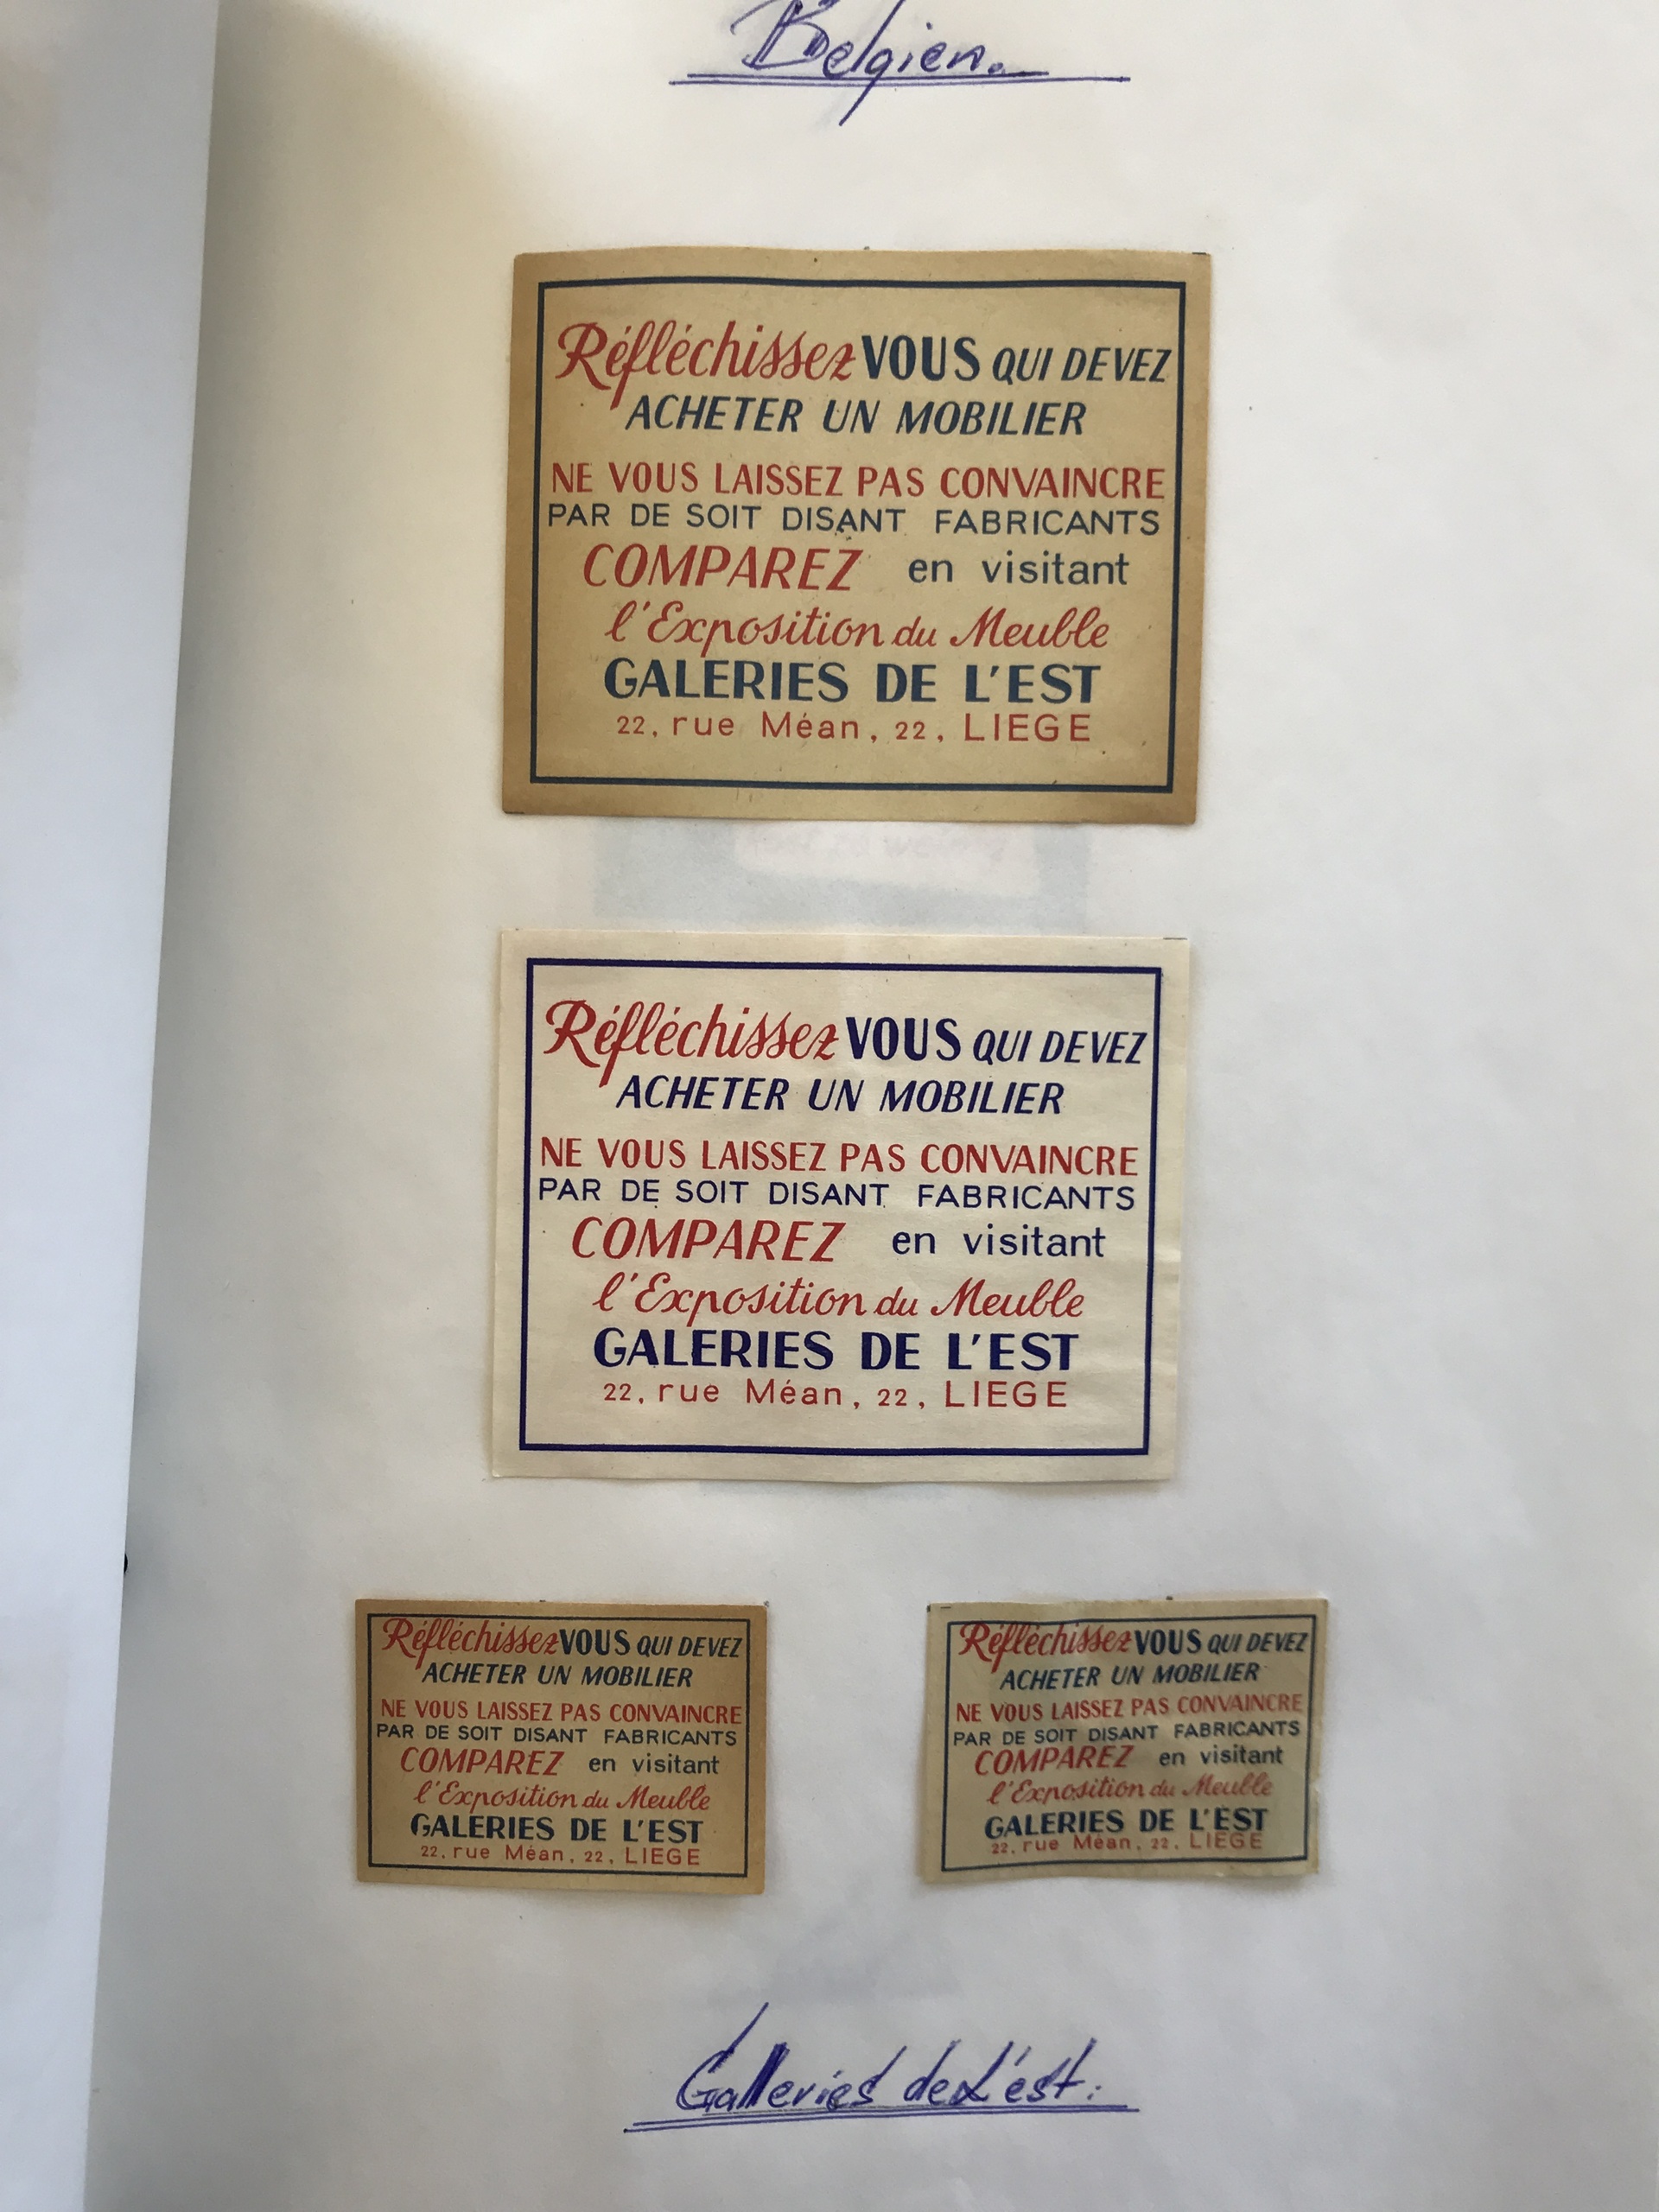 Belgien.
Réfléchissez VOUS QUI DEVEZ
ACHETER UN MOBILIER
NE VOUS LAISSEZ PAS CONVAINCRE
PAR DE SOIT DISANT FABRICANTS
COMPAREZ en visitant
l'Exposition du Meuble
GALERIES DE L'EST
22, rue Méan, 22, LIEGE
Réfléchissez VOUS QUI DEVEZ
ACHETER UN MOBILIER
NE VOUS LAISSEZ PAS CONVAINCRE
PAR DE SOIT DISANT FABRICANTS
COMPAREZ en visitant
l'Exposition du Meuble
GALERIES DE L'EST
22, rue Méan, 22, LIEGE
Réfléchissez VOUS QUI DEVEZ
ACHETER UN MOBILIER
NE VOUS LAISSEZ PAS CONVAINCRE
PAR DE SOIT DISANT FABRICANTS
COMPAREZ en visitant
l'Exposition du Meuble
GALERIES DE L'EST
22, rue Méan, 22, LIEGE
Réfléchissez VOUS QUI DEVEZ
ACHETER UN MOBILIER
NE VOUS LAISSEZ PAS CONVAINCRE
PAR DE SOIT DISANT FABRICANTS
COMPAREZ en visitant
l'Exposition du Meuble
GALERIES DE L'EST
22, rue Méan, 22, LIEGE
Galleries de L'ést.